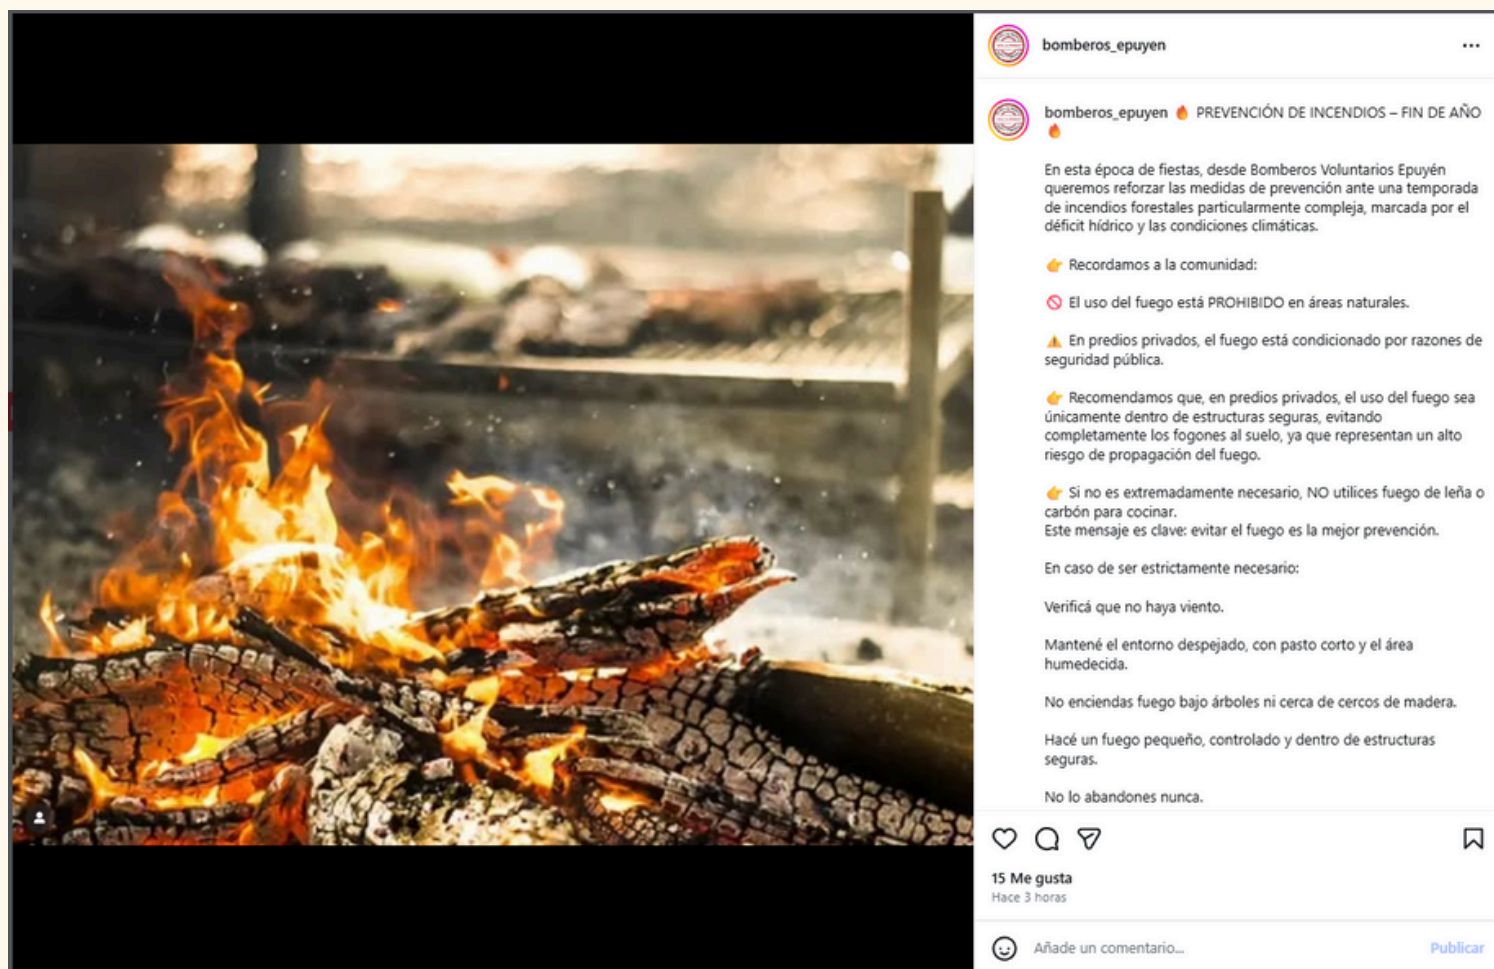 bomberos_epuyen
bomberos_epuyen 🔥 PREVENCIÓN DE INCENDIOS – FIN DE AÑO
🔥
En esta época de fiestas, desde Bomberos Voluntarios Epuyén
queremos reforzar las medidas de prevención ante una temporada
de incendios forestales particularmente compleja, marcada por el
déficit hídrico y las condiciones climáticas.
👉 Recordamos a la comunidad:
🚫 El uso del fuego está PROHIBIDO en áreas naturales.
⚠️ En predios privados, el fuego está condicionado por razones de
seguridad pública.
👉 Recomendamos que, en predios privados, el uso del fuego sea
únicamente dentro de estructuras seguras, evitando
completamente los fogones al suelo, ya que representan un alto
riesgo de propagación del fuego.
👉 Si no es extremadamente necesario, NO utilices fuego de leña o
carbón para cocinar.
Este mensaje es clave: evitar el fuego es la mejor prevención.
En caso de ser estrictamente necesario:
Verificá que no haya viento.
Mantené el entorno despejado, con pasto corto y el área
humedecida.
No enciendas fuego bajo árboles ni cerca de cercos de madera.
Hacé un fuego pequeño, controlado y dentro de estructuras
seguras.
No lo abandones nunca.
15 Me gusta
Hace 3 horas
Añade un comentario...
Publicar